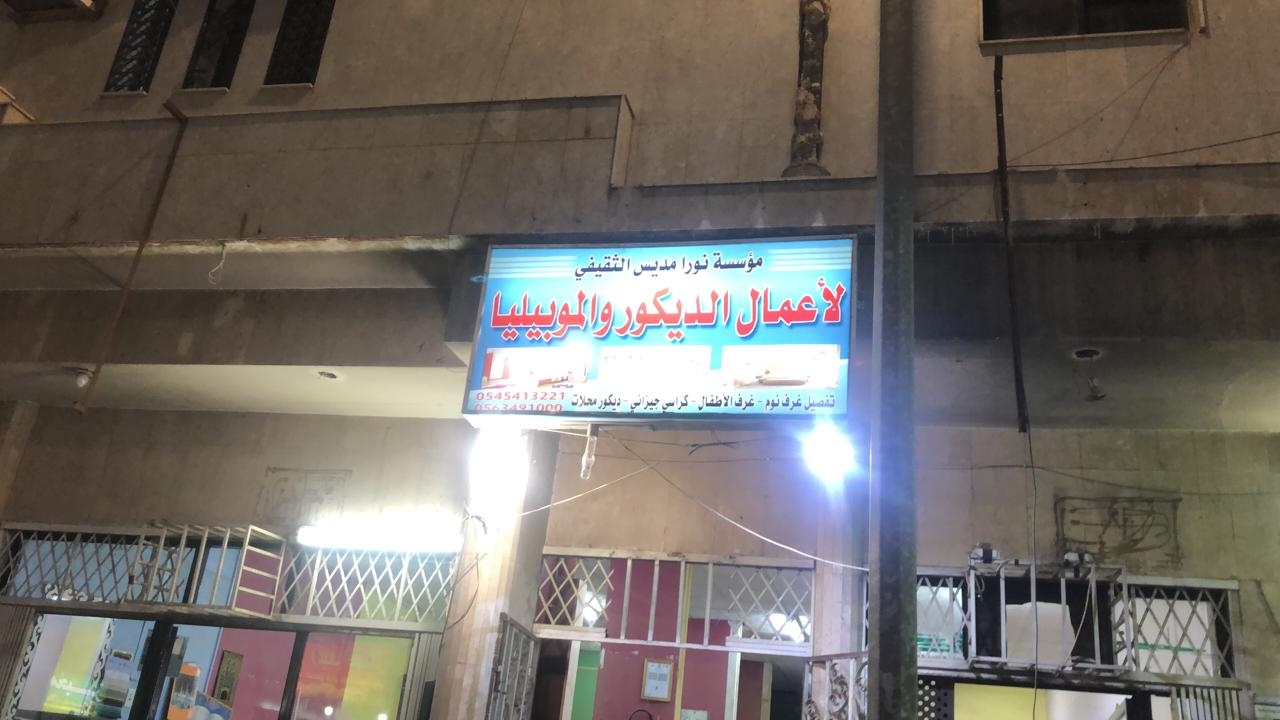 مؤسسة نورا مديس الثقيفي
لأعمال الديكور والموبيليا
تفصيل غرف نوم - غرف الاطفال - كراسي جيزاني - ديكور محلات
0545413221
0563491000